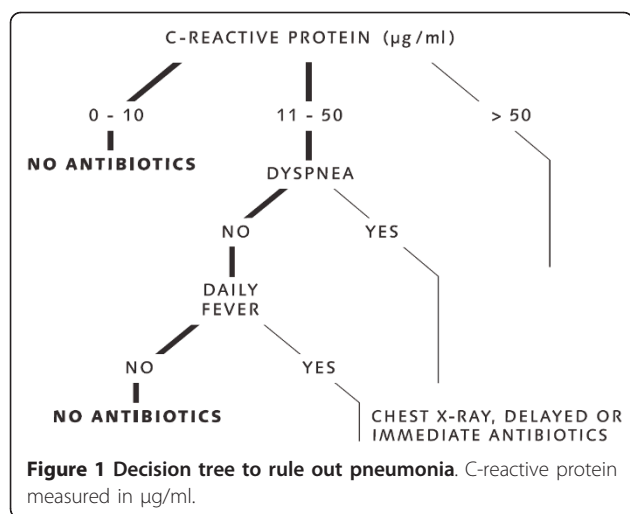 C-REACTIVE PROTEIN (µg/ml)
0 - 10
11 - 50
> 50
NO ANTIBIOTICS
DYSPNEA
NO
YES
DAILY
FEVER
NO
YES
NO ANTIBIOTICS
CHEST X-RAY, DELAYED OR
IMMEDIATE ANTIBIOTICS
Figure 1 Decision tree to rule out pneumonia. C-reactive protein
measured in µg/ml.